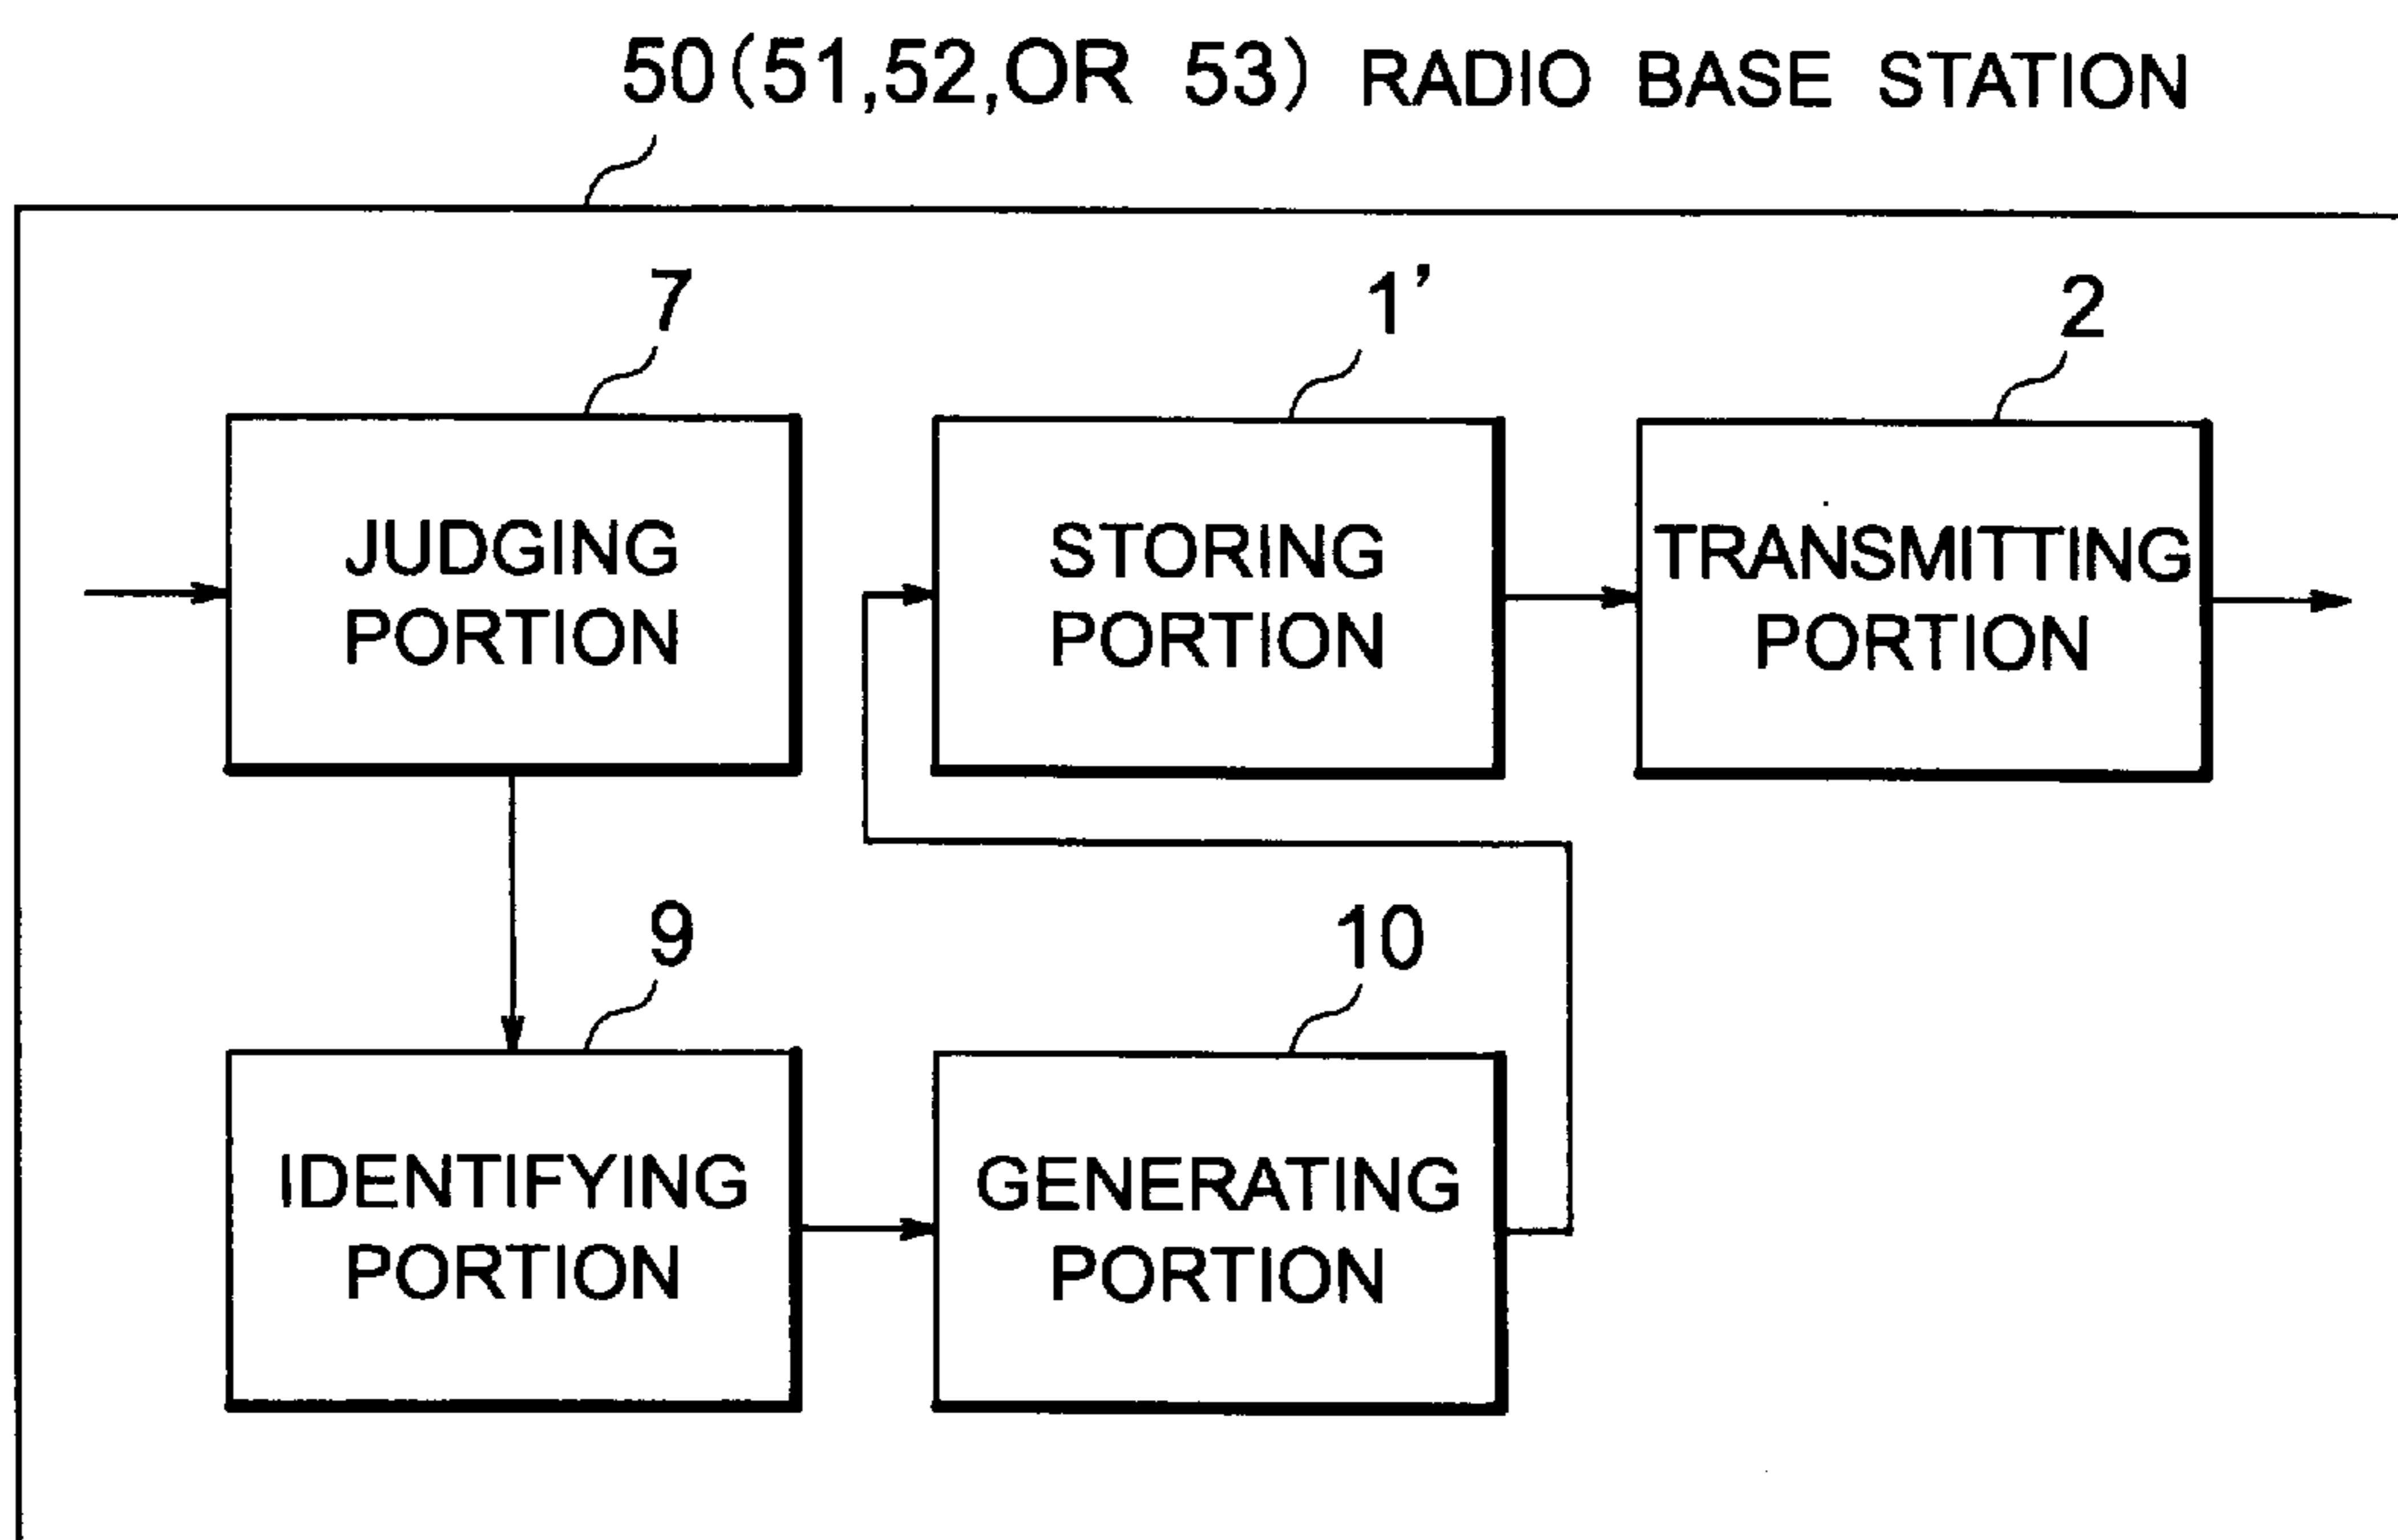 50(51,52,OR 53) RADIO BASE STATION
7
1’
2
JUDGING
PORTION
STORING
PORTION
TRANSMITTING
PORTION
9
10
IDENTIFYING
PORTION
GENERATING
PORTION